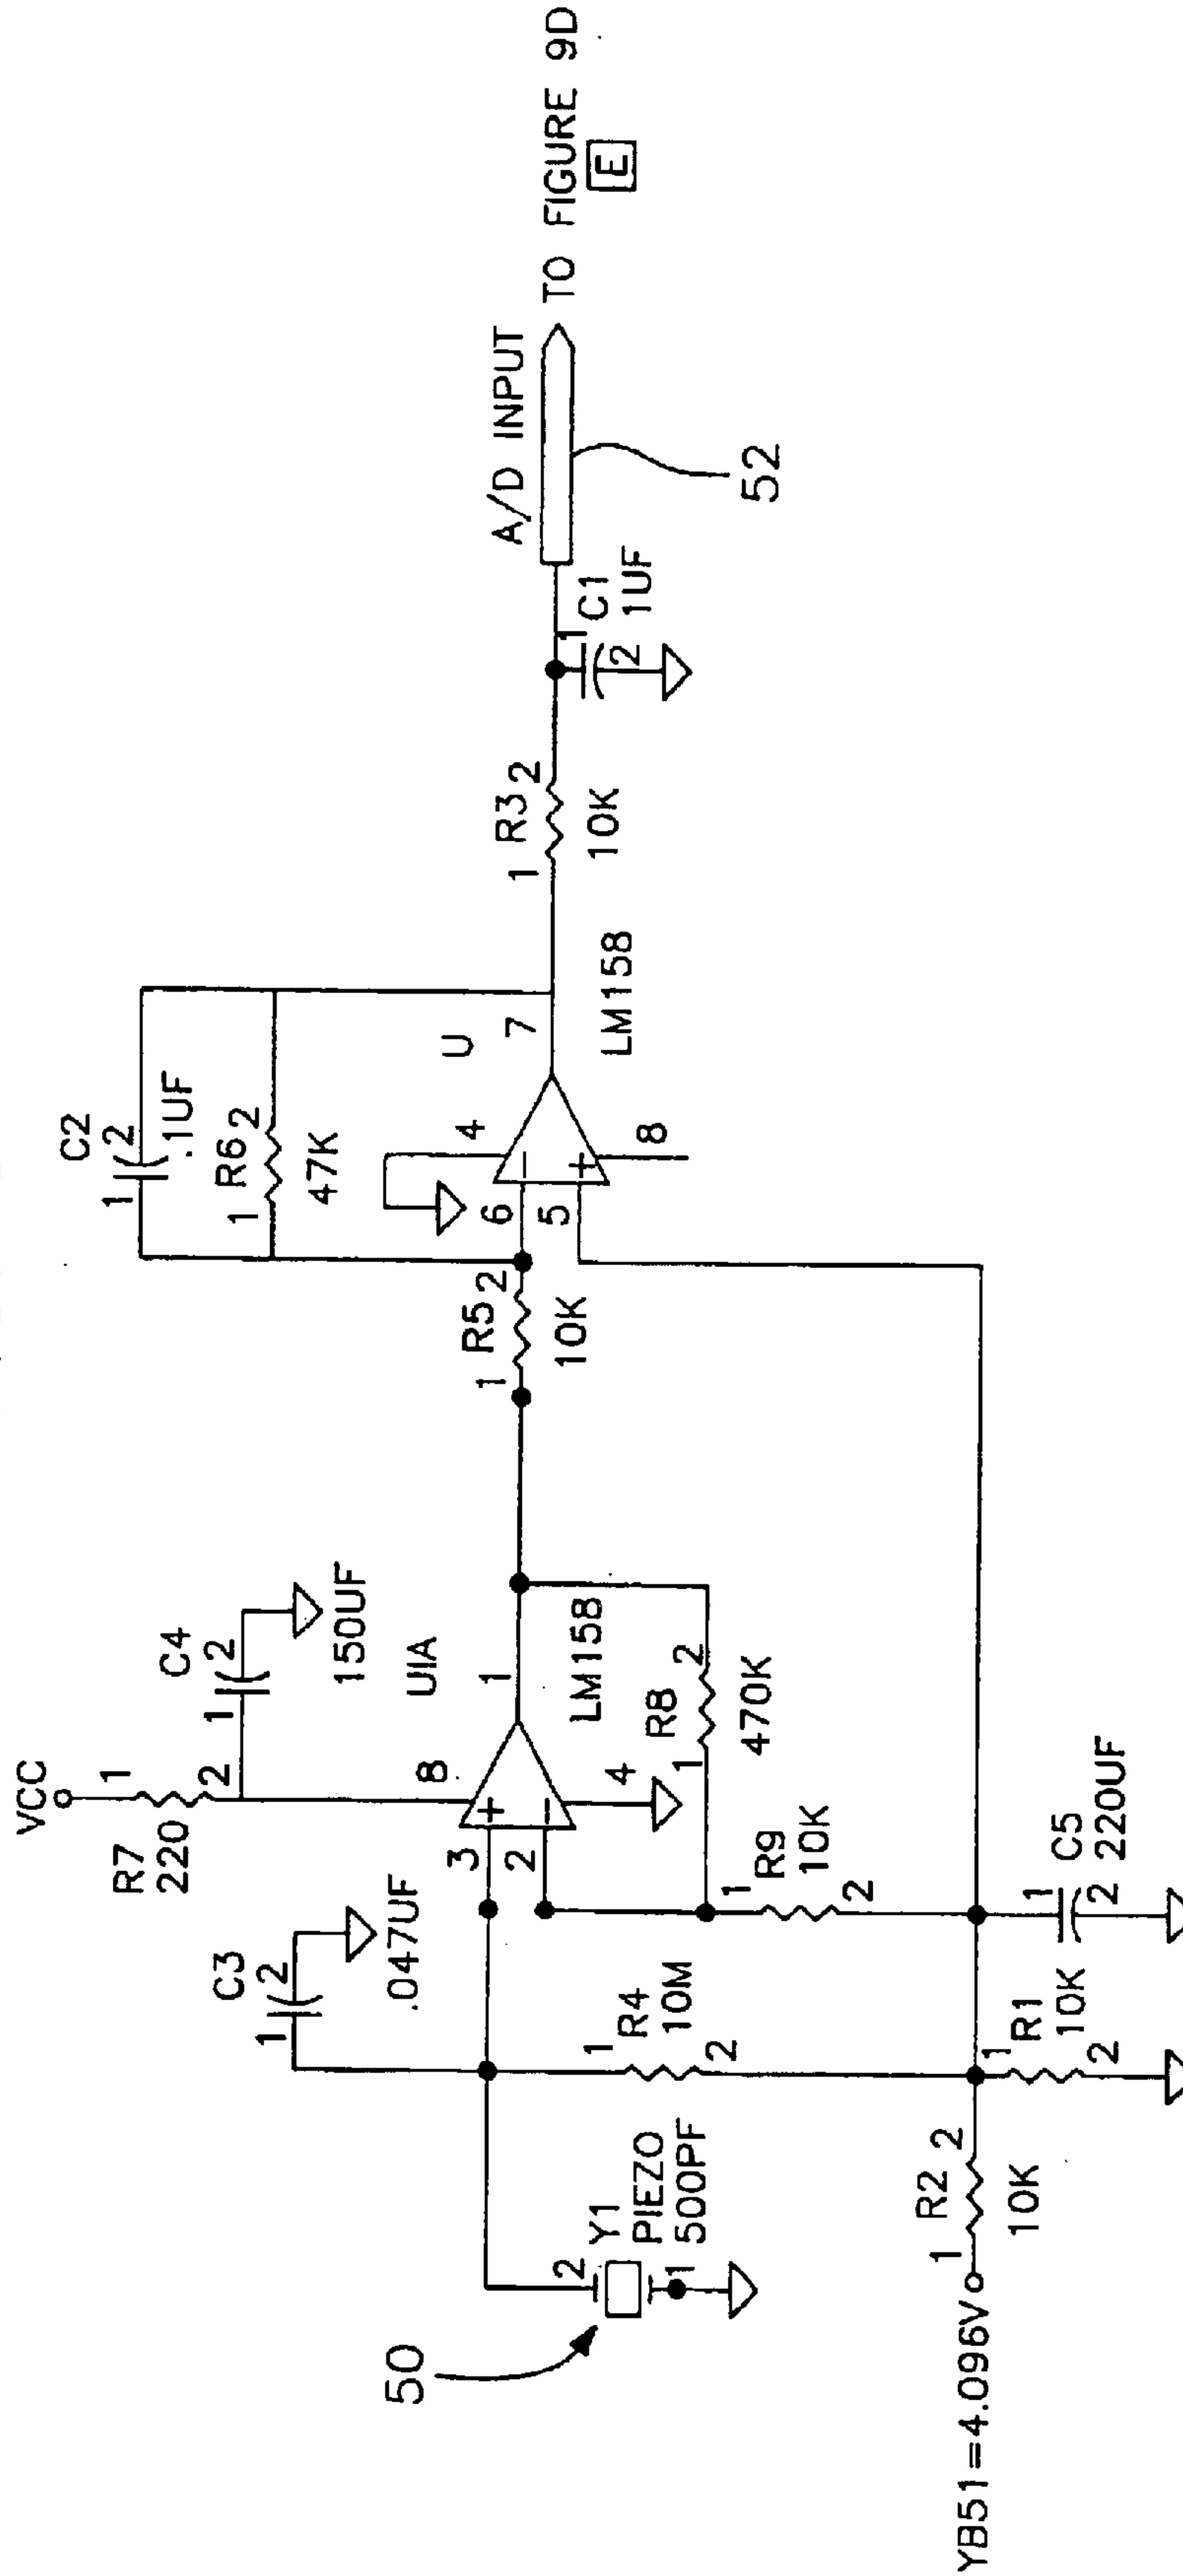 VCC
1
R7
220
2
C4
1
2
150UF
C3
1
2
.047UF
8
UIA
3
2
1
LM158
4
R8
1
2
470K
R9
1
2
10K
R4
1
2
10M
50
Y1
2
PIEZO
500PF
1
YB51=4.096V
R2
1
2
10K
R1
1
2
10K
C5
1
2
220UF
R5
1
2
10K
C2
1
2
.1UF
R6
1
2
47K
4
6
5
U
7
8
LM158
R3
1
2
10K
C1
1
2
1UF
A/D INPUT
52
TO FIGURE 9D
E